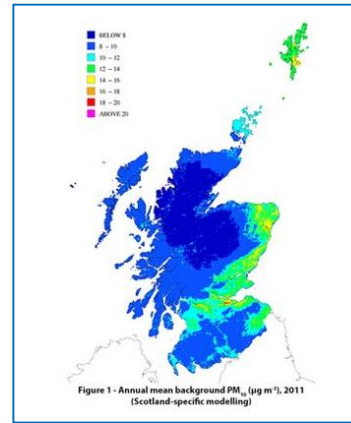 BELOW 8
8 – 10
10 – 12
12 – 14
14 – 16
16 – 18
18 – 20
ABOVE 20
Figure 1 - Annual mean background PM₁₀ (µg m⁻³), 2011
(Scotland-specific modelling)